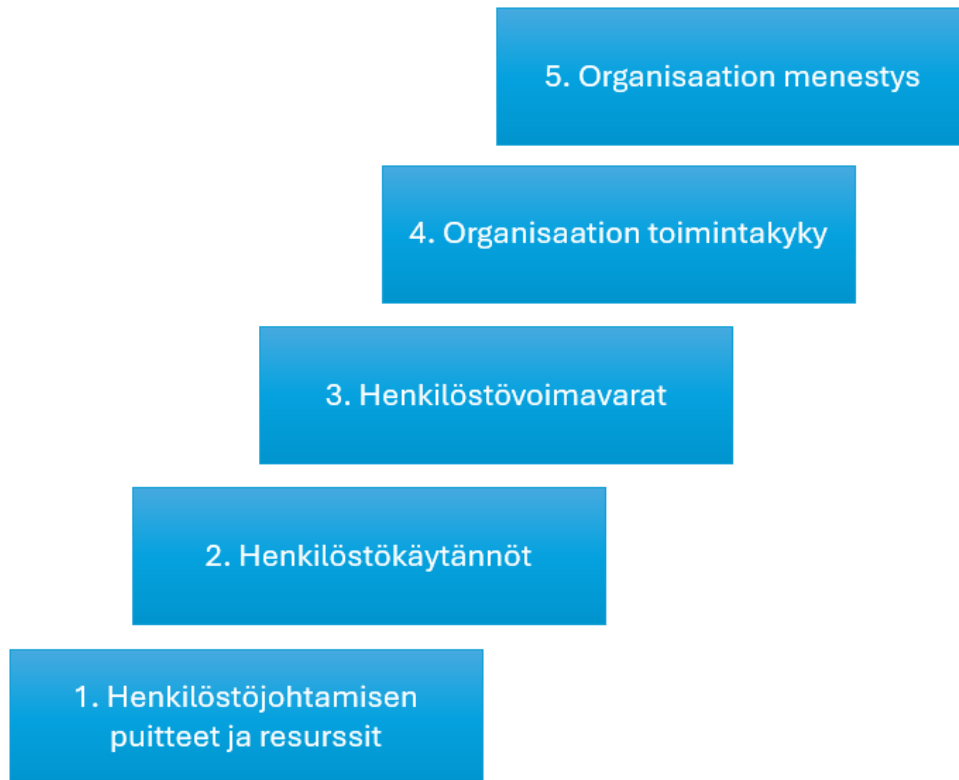 5. Organisaation menestys
4. Organisaation toimintakyky
3. Henkilöstövoimavarat
2. Henkilöstökäytännöt
1. Henkilöstöjohtamisen
puitteet ja resurssit